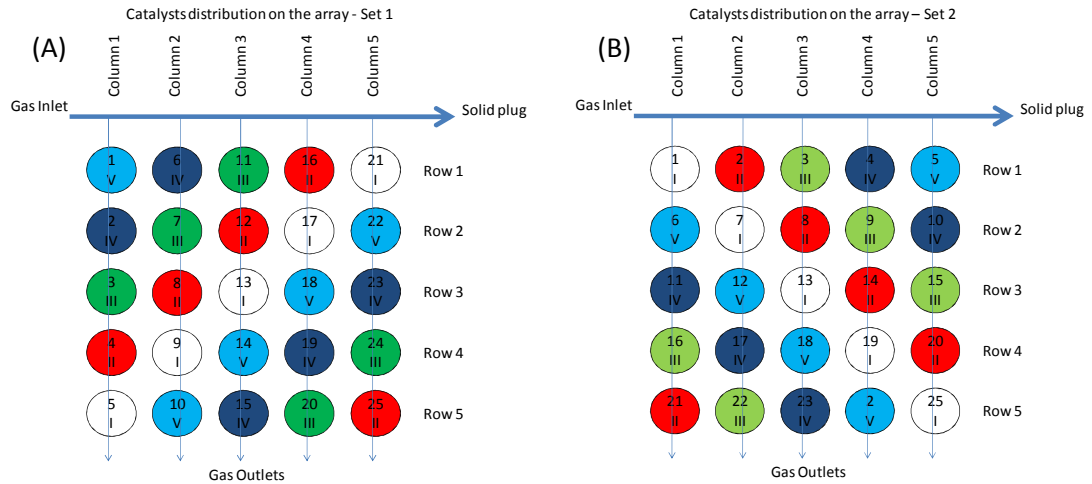 Catalysts distribution on the array - Set 1
(A)
Column 1
Column 2
Column 3
Column 4
Column 5
Gas Inlet
Solid plug
1 6 11 16 21
V IV III II I
Row 1
2 7 12 17 22
IV III II I V
Row 2
3 8 13 18 23
III II I V IV
Row 3
4 9 14 19 24
II I V IV III
Row 4
5 10 15 20 25
I V IV III II
Row 5
Gas Outlets
Catalysts distribution on the array – Set 2
(B)
Column 1
Column 2
Column 3
Column 4
Column 5
Gas Inlet
Solid plug
1 2 3 4 5
I II III IV V
Row 1
6 7 8 9 10
V I II III IV
Row 2
11 12 13 14 15
IV V I II III
Row 3
16 17 18 19 20
III IV V I II
Row 4
21 22 23 2 25
II III IV V I
Row 5
Gas Outlets